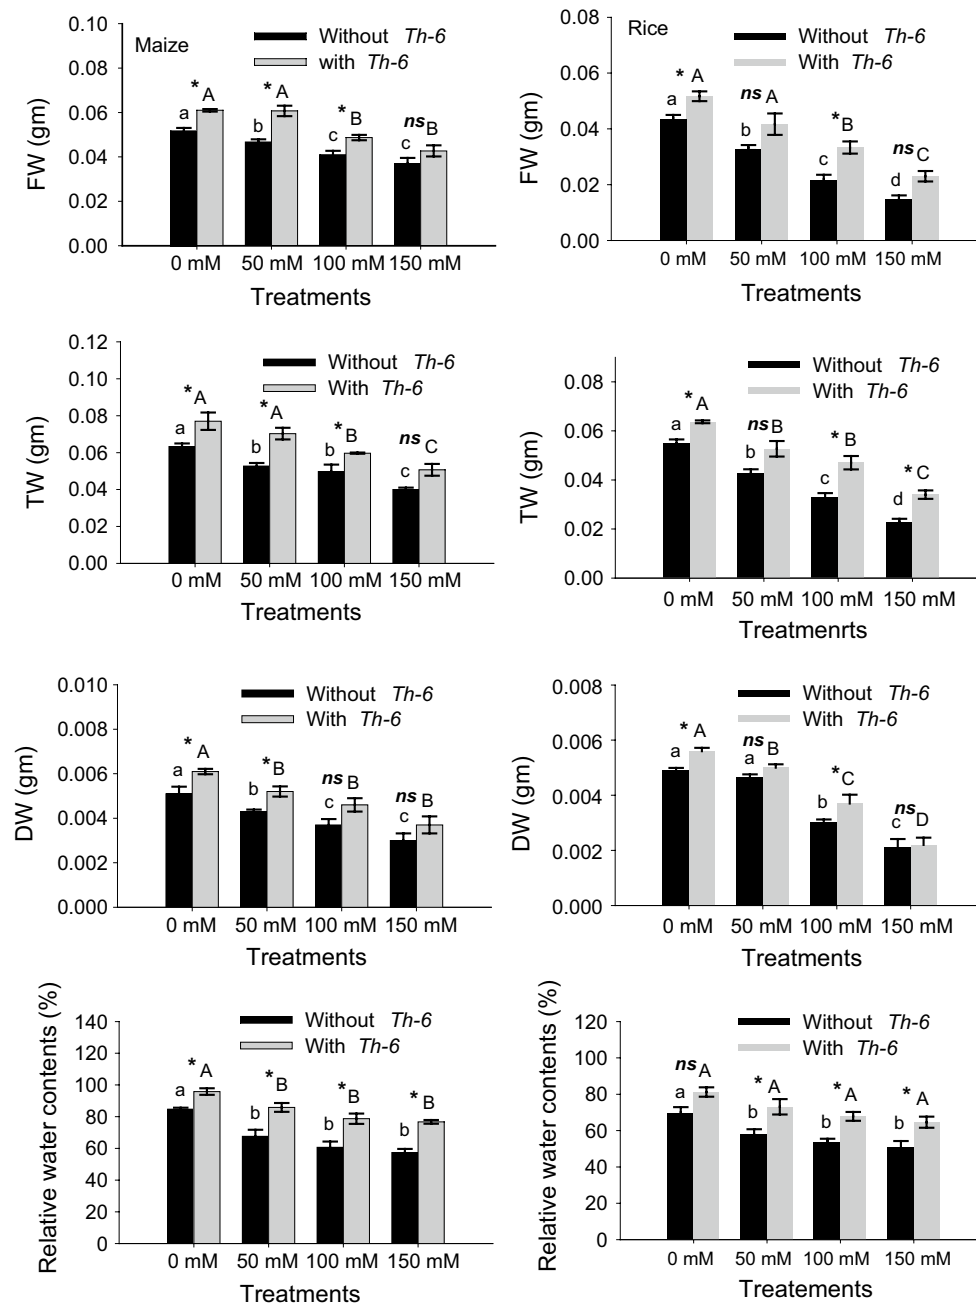 Maize
Without Th-6
with Th-6
FW (gm)
0.10
0.08
0.06
0.04
0.02
0.00
* A
* A
* B
ns B
a
b
c
c
0 mM 50 mM 100 mM 150 mM
Treatments
Rice
Without Th-6
With Th-6
FW (gm)
0.08
0.06
0.04
0.02
0.00
* A
ns A
* B
ns C
a
b
c
d
0 mM 50 mM 100 mM 150 mM
Treatments
Without Th-6
With Th-6
TW (gm)
0.12
0.10
0.08
0.06
0.04
0.02
0.00
* A
* A
* B
ns C
a
b
b
c
0 mM 50 mM 100 mM 150 mM
Treatments
Without Th-6
With Th-6
TW (gm)
0.08
0.06
0.04
0.02
0.00
* A
ns B
* B
* C
a
b
c
d
0 mM 50 mM 100 mM 150 mM
Treatmenrts
Without Th-6
With Th-6
DW (gm)
0.010
0.008
0.006
0.004
0.002
0.000
* A
* B
ns B
ns B
a
b
c
c
0 mM 50 mM 100 mM 150 mM
Treatments
Without Th-6
With Th-6
DW (gm)
0.008
0.006
0.004
0.002
0.000
* A
ns B
* C
ns D
a
a
b
c
0 mM 50 mM 100 mM 150 mM
Treatments
Without Th-6
With Th-6
Relative water contents (%)
140
120
100
80
60
40
20
0
* A
* B
* B
* B
a
b
b
b
0 mM 50 mM 100 mM 150 mM
Treatments
Without Th-6
With Th-6
Relative water contents (%)
120
100
80
60
40
20
0
ns A
* A
* A
* A
a
b
b
b
0 mM 50 mM 100 mM 150 mM
Treatements